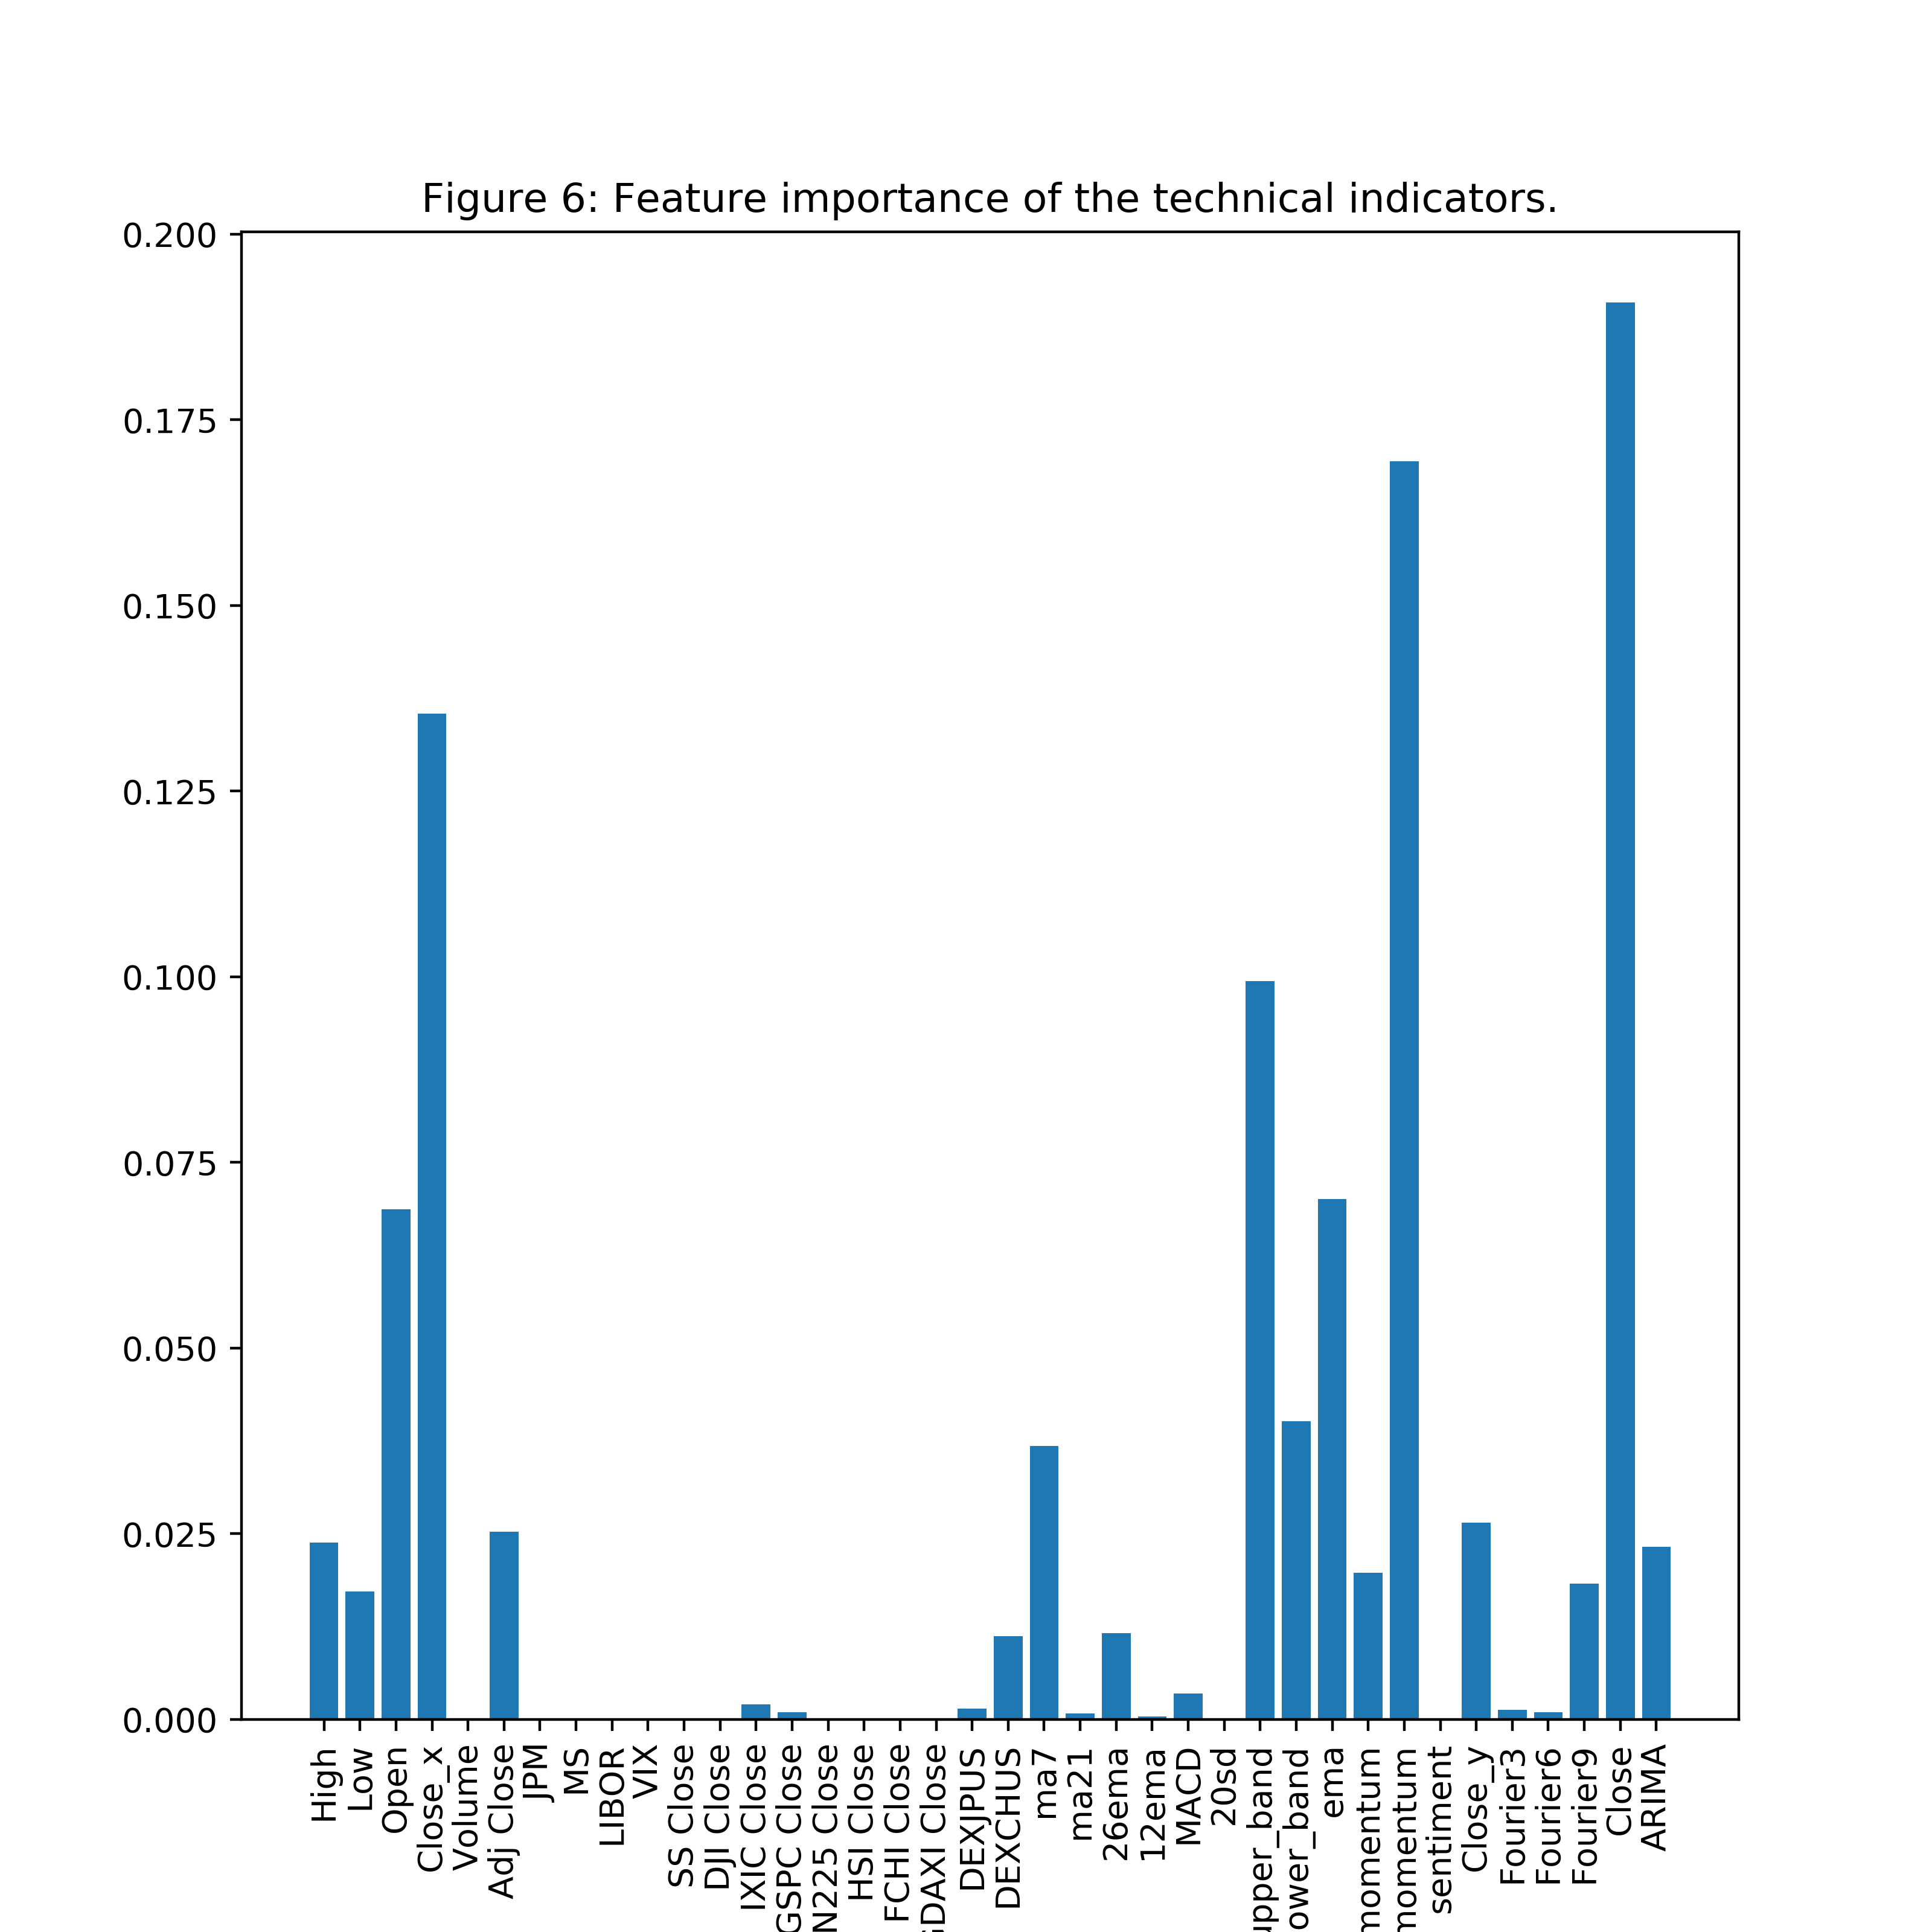 Figure 6: Feature importance of the technical indicators.
0.200
0.175
0.150
0.125
0.100
0.075
0.050
0.025
0.000
High
Low
Open
Close_x
Volume
Adj Close
JPM
MS
LIBOR
VIX
SS Close
DJI Close
IXIC Close
GSPC Close
N225 Close
HSI Close
FCHI Close
GDAXI Close
DEXJPUS
DEXCHUS
ma7
ma21
26ema
12ema
MACD
20sd
upper_band
ower_band
ema
momentum
momentum
sentiment
Close_y
Fourier3
Fourier6
Fourier9
Close
ARIMA